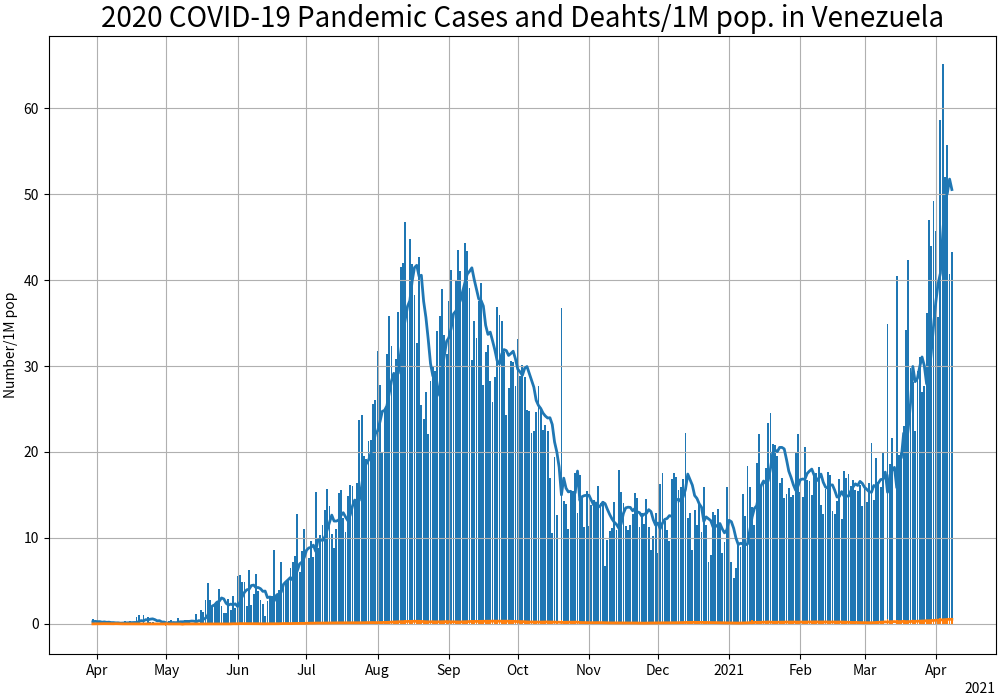 2020 COVID-19 Pandemic Cases and Deahts/1M pop. in Venezuela
Number/1M pop
60
50
40
30
20
10
0
Apr May Jun Jul Aug Sep Oct Nov Dec 2021 Feb Mar Apr
2021